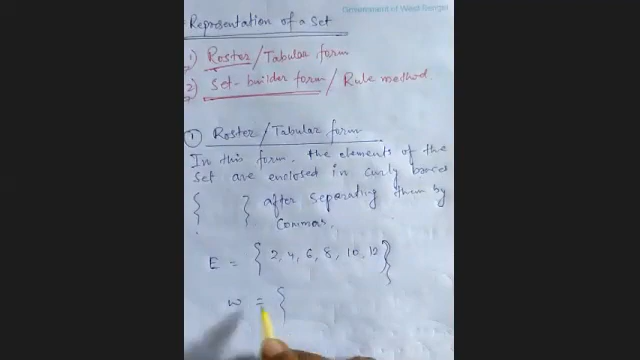 Government of West Bengal
Representation of a Set
1) Roster/Tabular form
2) Set-builder form / Rule method.
① Roster/Tabular form
In this form, the elements of the
set are enclosed in curly braces
{ } after separating them by
commas.
E = { 2, 4, 6, 8, 10, 12 }
W = {